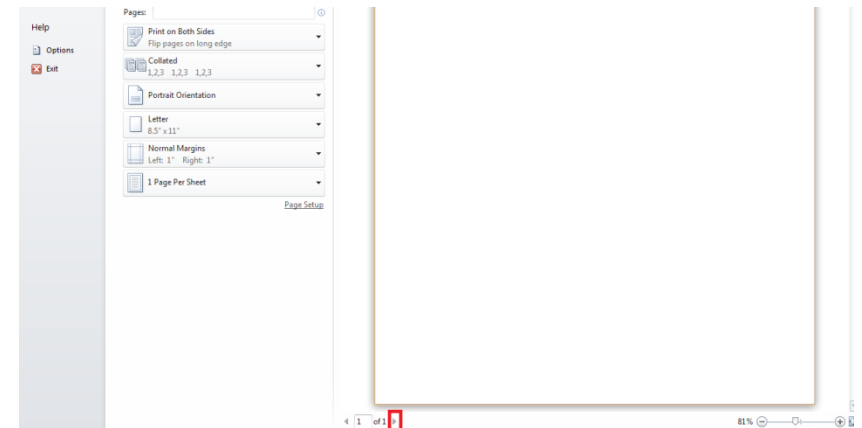 Help
Options
Exit
Pages:
Print on Both Sides
Flip pages on long edge
Collated
1,2,3 1,2,3 1,2,3
Portrait Orientation
Letter
8.5" x 11"
Normal Margins
Left: 1" Right: 1"
1 Page Per Sheet
Page Setup
1 of 1
81%